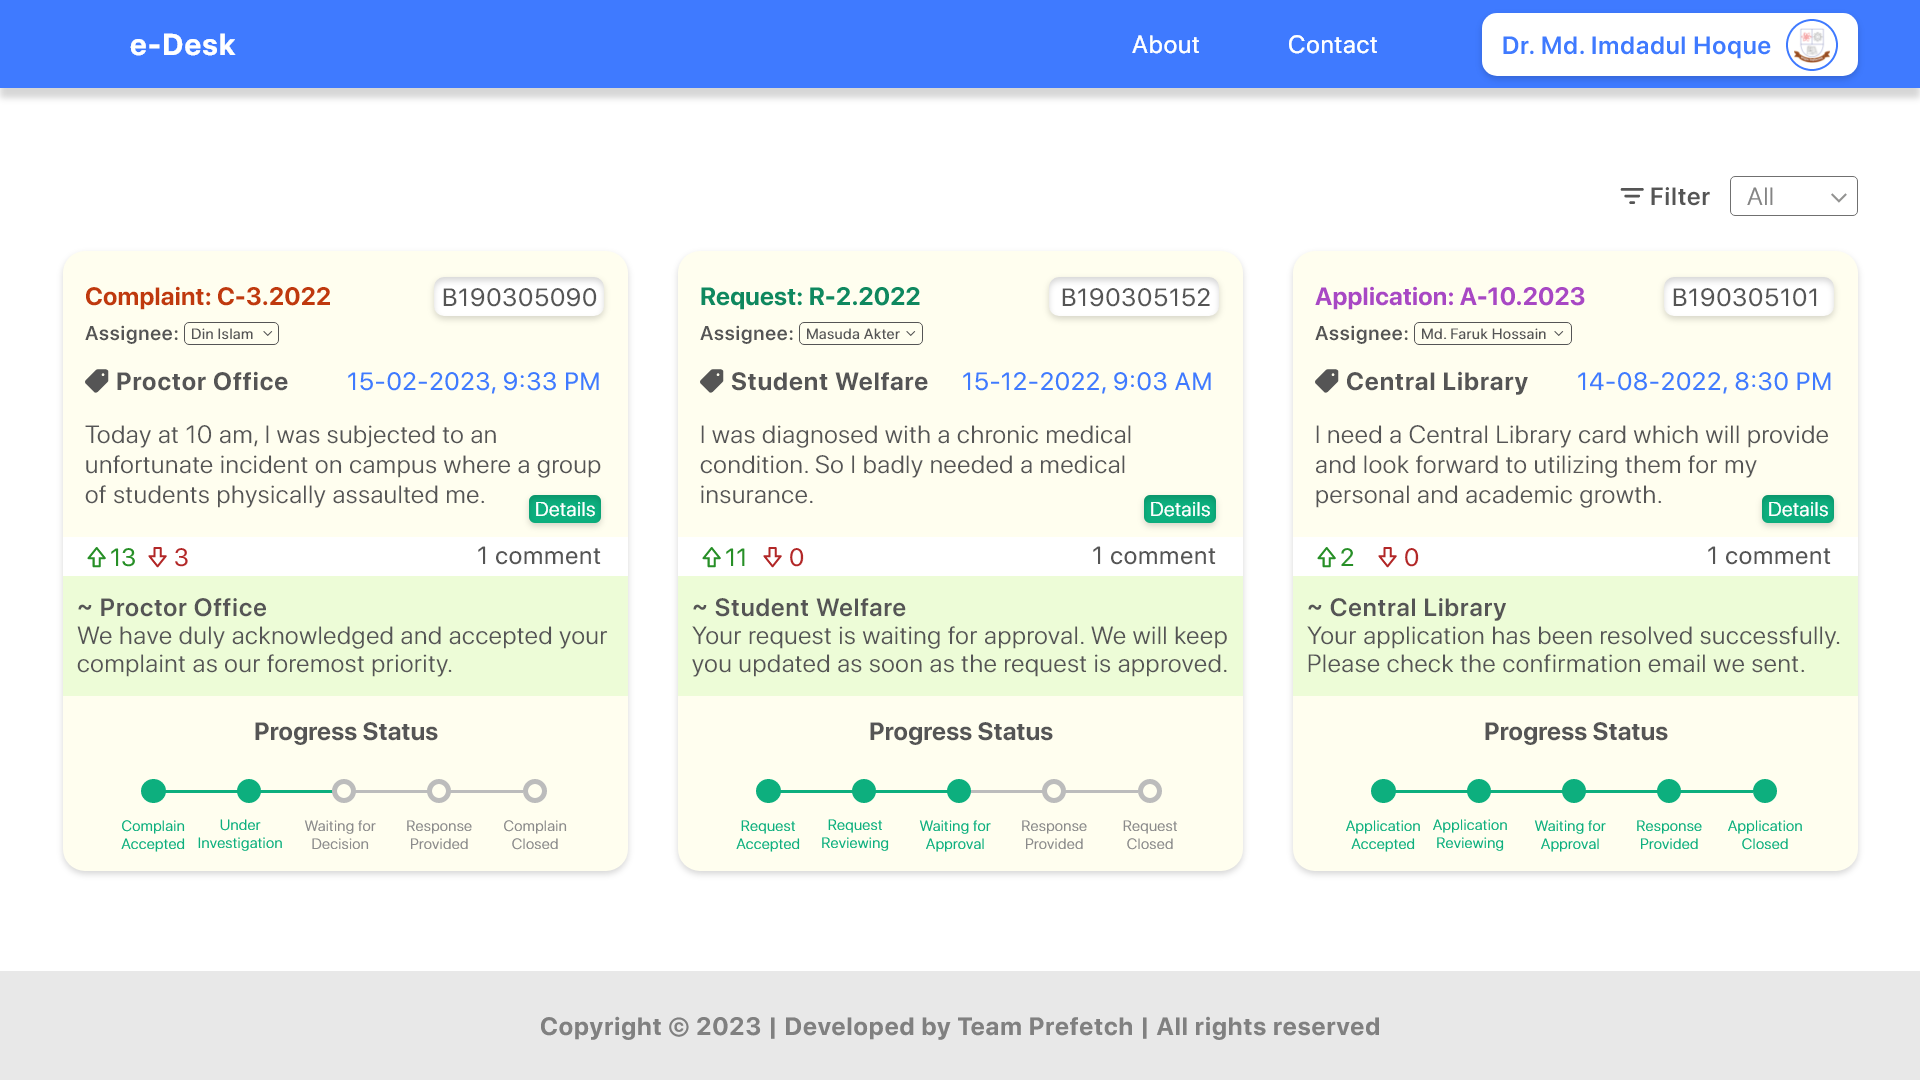 e-Desk
About
Contact
Dr. Md. Imdadul Hoque
Filter
All
Complaint: C-3.2022
B190305090
Assignee: Din Islam
Proctor Office
15-02-2023, 9:33 PM
Today at 10 am, I was subjected to an
unfortunate incident on campus where a group
of students physically assaulted me.
Details
13
3
1 comment
~ Proctor Office
We have duly acknowledged and accepted your
complaint as our foremost priority.
Progress Status
Complain
Accepted
Under
Investigation
Waiting for
Decision
Response
Provided
Complain
Closed
Request: R-2.2022
B190305152
Assignee: Masuda Akter
Student Welfare
15-12-2022, 9:03 AM
I was diagnosed with a chronic medical
condition. So I badly needed a medical
insurance.
Details
11
0
1 comment
~ Student Welfare
Your request is waiting for approval. We will keep
you updated as soon as the request is approved.
Progress Status
Request
Accepted
Request
Reviewing
Waiting for
Approval
Response
Provided
Request
Closed
Application: A-10.2023
B190305101
Assignee: Md. Faruk Hossain
Central Library
14-08-2022, 8:30 PM
I need a Central Library card which will provide
and look forward to utilizing them for my
personal and academic growth.
Details
2
0
1 comment
~ Central Library
Your application has been resolved successfully.
Please check the confirmation email we sent.
Progress Status
Application
Accepted
Application
Reviewing
Waiting for
Approval
Response
Provided
Application
Closed
Copyright © 2023 | Developed by Team Prefetch | All rights reserved